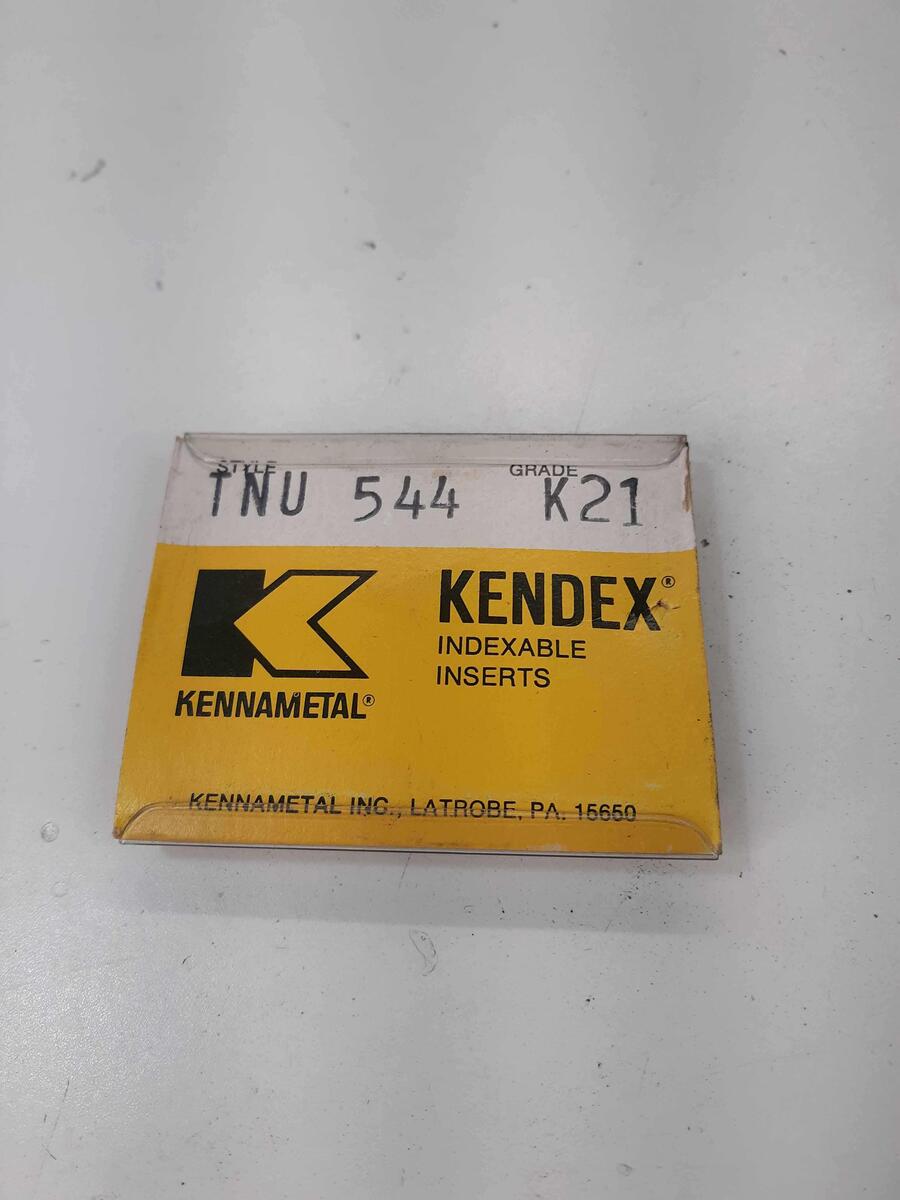 STYLE GRADE
TNU 544 K21
KENDEX®
INDEXABLE
INSERTS
KENNAMETAL®
KENNAMETAL INC., LATROBE, PA. 15650